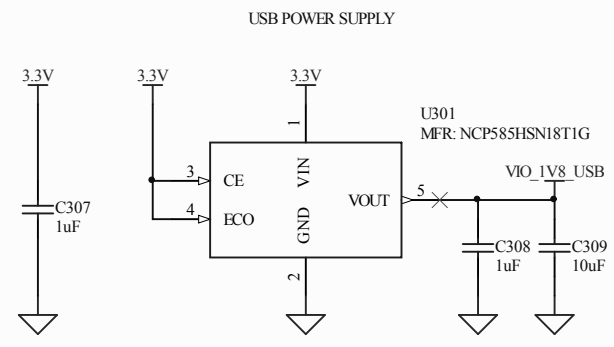 USB POWER SUPPLY
3.3V
3.3V
3.3V
1
U301
MFR: NCP585HSN18T1G
3
CE
VIN
VOUT
5
VIO_1V8_USB
4
ECO
GND
C307
1uF
2
C308
1uF
C309
10uF